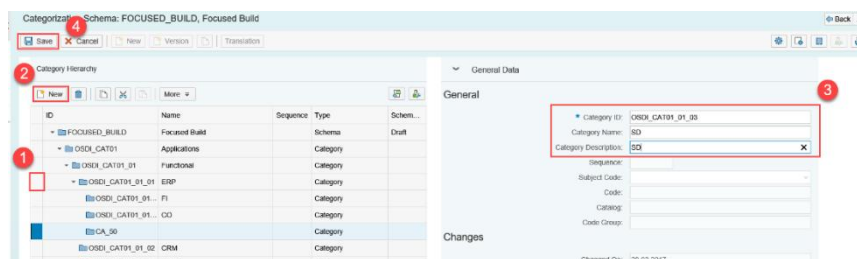 Categorization Schema: FOCUSED_BUILD, Focused Build
Back
4
Save Cancel New Version Translation
Category Hierarchy
General Data
2
New More
General
3
ID Name Sequence Type Schem...
* Category ID: OSDI_CAT01_01_03
FOCUSED_BUILD Focused Build Schema Draft
Category Name: SD
OSDI_CAT01 Applications Category
Category Description: SD
1
OSDI_CAT01_01 Functional Category
Sequence:
OSDI_CAT01_01_01 ERP Category
Subject Code:
OSDI_CAT01_01... FI Category
Code:
OSDI_CAT01_01... CO Category
Catalog:
CA_50 Category
Code Group:
OSDI_CAT01_01_02 CRM Category
Changes